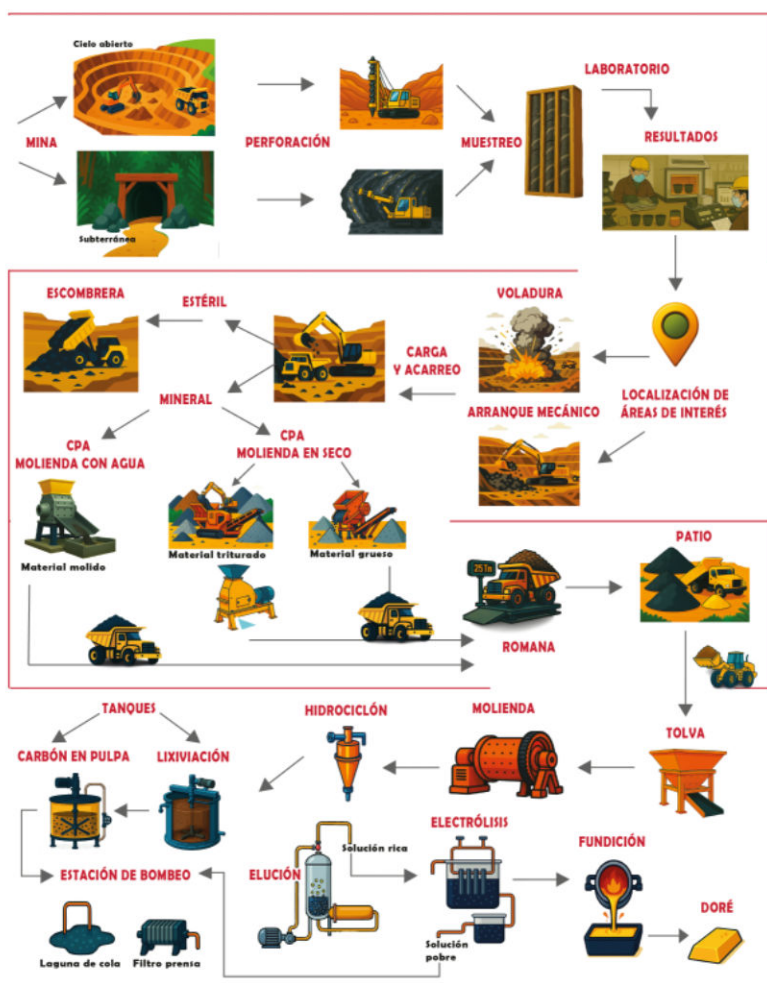 Cielo abierto
MINA
Subterránea
PERFORACIÓN
MUESTREO
LABORATORIO
RESULTADOS
ESCOMBRERA
ESTÉRIL
VOLADURA
CARGA
Y ACARREO
LOCALIZACIÓN DE
ÁREAS DE INTERÉS
MINERAL
ARRANQUE MECÁNICO
CPA
MOLIENDA CON AGUA
CPA
MOLIENDA EN SECO
Material molido
Material triturado
Material grueso
25Tn
ROMANA
PATIO
TANQUES
CARBÓN EN PULPA
LIXIVIACIÓN
HIDROCICLÓN
MOLIENDA
TOLVA
ESTACIÓN DE BOMBEO
Laguna de cola
Filtro prensa
ELUCIÓN
Solución rica
ELECTRÓLISIS
Solución
pobre
FUNDICIÓN
DORÉ